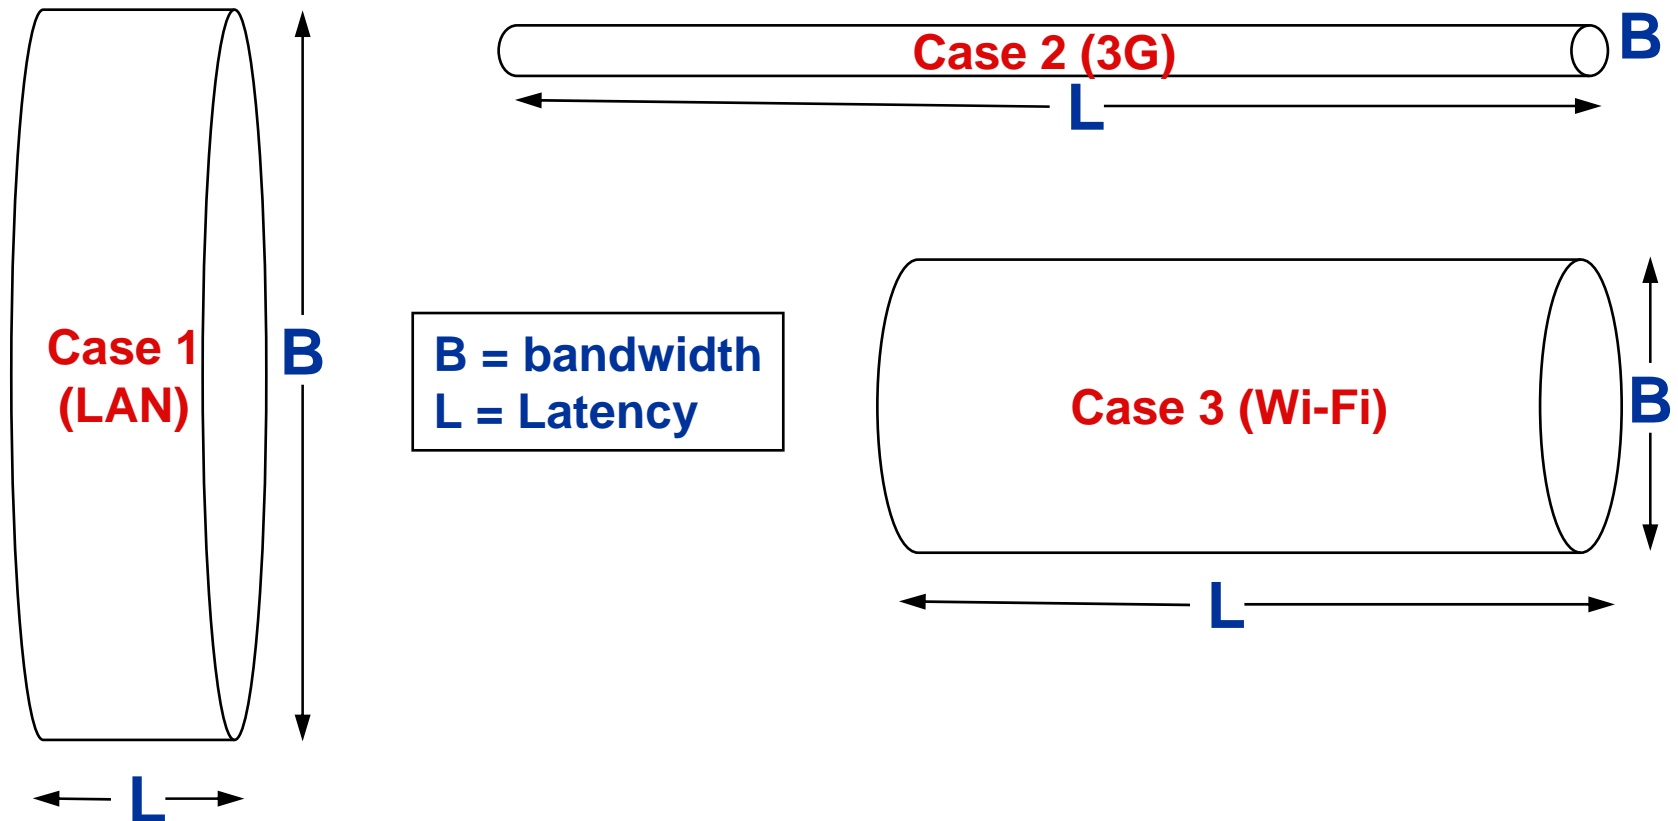 Case 1
(LAN)
B
L
Case 2 (3G)
B
L
B = bandwidth
L = Latency
Case 3 (Wi-Fi)
B
L